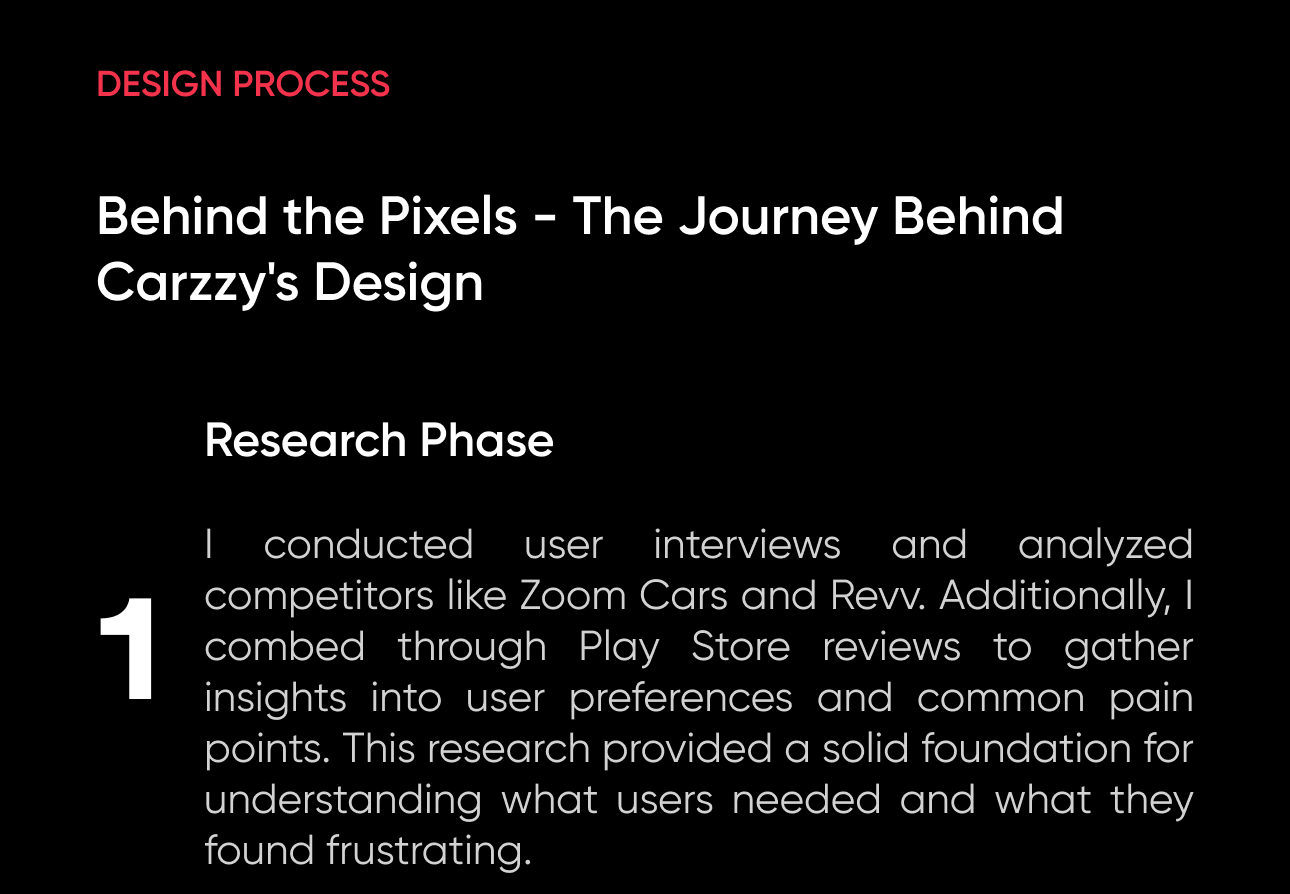 DESIGN PROCESS
Behind the Pixels - The Journey Behind
Carzzy's Design
Research Phase
1
I conducted user interviews and analyzed
competitors like Zoom Cars and Revv. Additionally, I
combed through Play Store reviews to gather
insights into user preferences and common pain
points. This research provided a solid foundation for
understanding what users needed and what they
found frustrating.